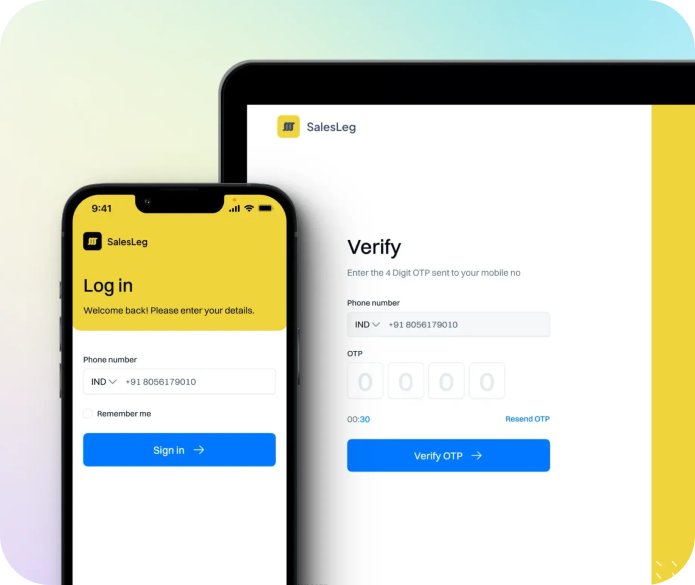 SalesLeg
Verify
Enter the 4 Digit OTP sent to your mobile no
Phone number
IND +91 8056179010
OTP
0 0 0 0
00:30 Resend OTP
Verify OTP
9:41
SalesLeg
Log in
Welcome back! Please enter your details.
Phone number
IND +91 8056179010
Remember me
Sign in